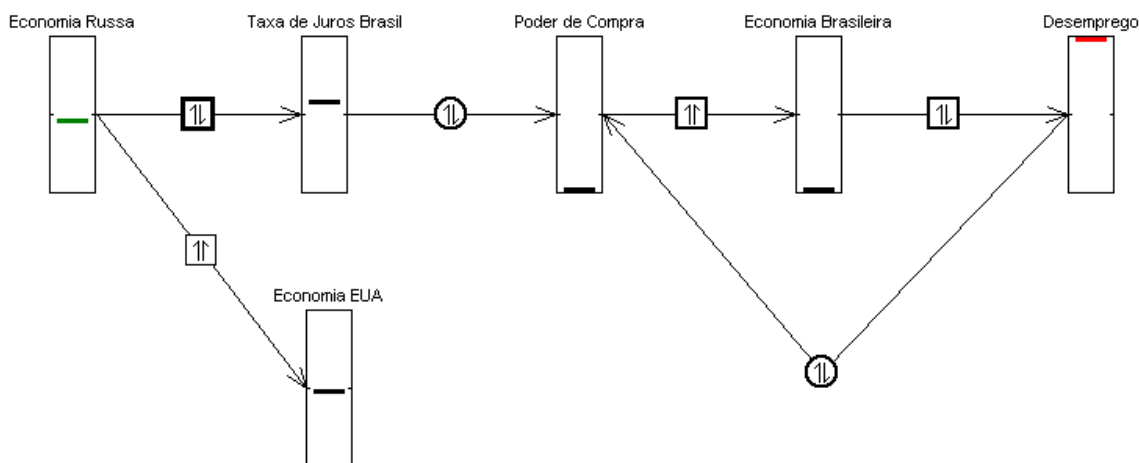 Economia Russa
Taxa de Juros Brasil
Poder de Compra
Economia Brasileira
Desemprego
Economia EUA